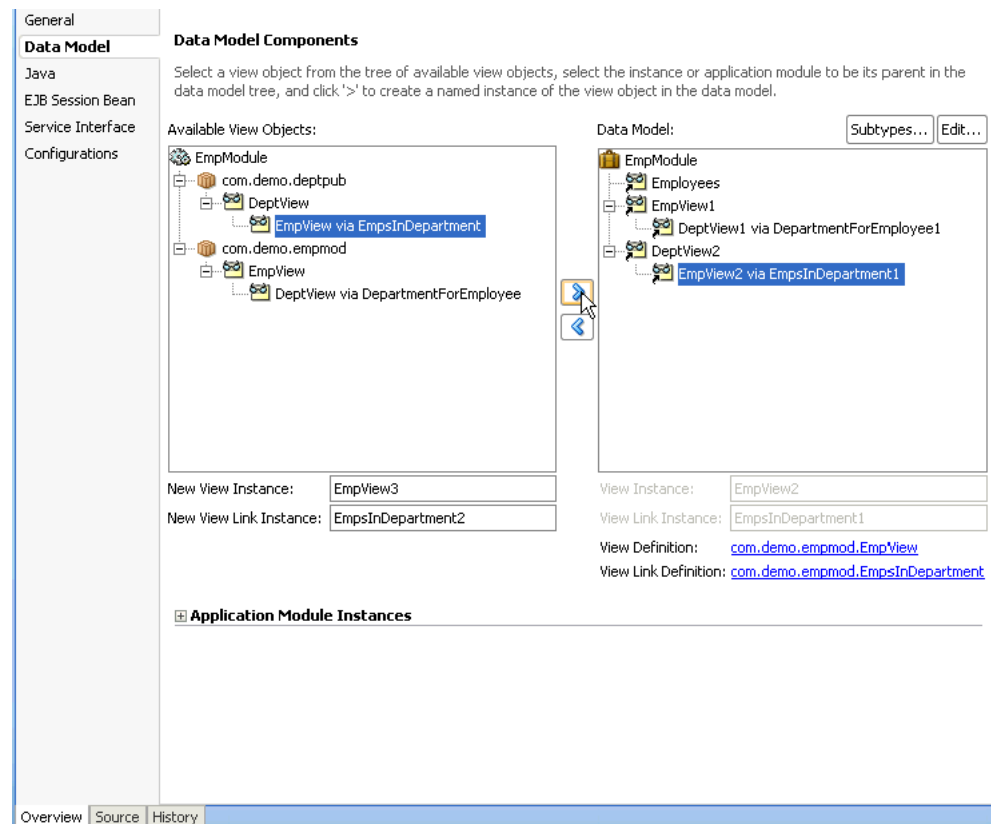 General
Data Model
Java
EJB Session Bean
Service Interface
Configurations
Data Model Components
Select a view object from the tree of available view objects, select the instance or application module to be its parent in the
data model tree, and click '>' to create a named instance of the view object in the data model.
Available View Objects:
EmpModule
com.demo.deptpub
DeptView
EmpView via EmpsInDepartment
com.demo.empmod
EmpView
DeptView via DepartmentForEmployee
New View Instance: EmpView3
New View Link Instance: EmpsInDepartment2
Data Model: Subtypes... Edit...
EmpModule
Employees
EmpView1
DeptView1 via DepartmentForEmployee1
DeptView2
EmpView2 via EmpsInDepartment1
View Instance: EmpView2
View Link Instance: EmpsInDepartment1
View Definition: com.demo.empmod.EmpView
View Link Definition: com.demo.empmod.EmpsInDepartment
Application Module Instances
Overview Source History